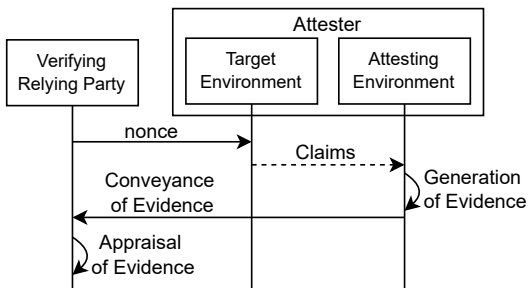 Attester
Verifying
Relying Party
Target
Environment
Attesting
Environment
nonce
Claims
Generation
of Evidence
Conveyance
of Evidence
Appraisal
of Evidence